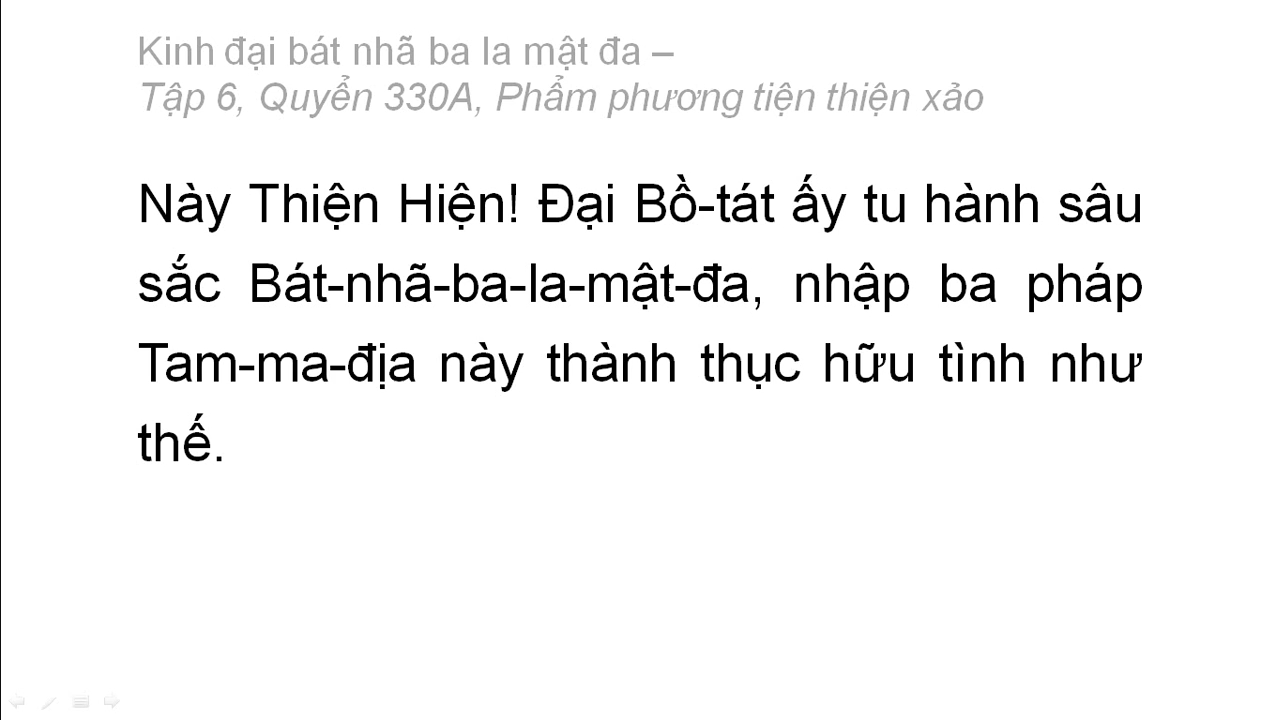 Kinh đại bát nhã ba la mật đa –
Tập 6, Quyển 330A, Phẩm phương tiện thiện xảo
Này Thiện Hiện! Đại Bồ-tát ấy tu hành sâu
sắc Bát-nhã-ba-la-mật-đa, nhập ba pháp
Tam-ma-địa này thành thục hữu tình như
thế.